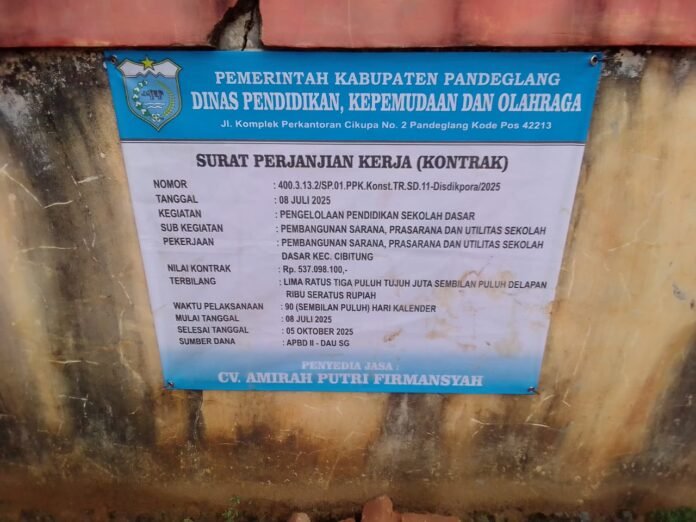 PEMERINTAH KABUPATEN PANDEGLANG
DINAS PENDIDIKAN, KEPEMUDAAN DAN OLAHRAGA
Jl. Komplek Perkantoran Cikupa No. 2 Pandeglang Kode Pos 42213
SURAT PERJANJIAN KERJA (KONTRAK)
NOMOR : 400.3.13.2/SP.01.PPK.Konst.TR.SD.11-Disdikpora/2025
TANGGAL : 08 JULI 2025
KEGIATAN : PENGELOLAAN PENDIDIKAN SEKOLAH DASAR
SUB KEGIATAN : PEMBANGUNAN SARANA, PRASARANA DAN UTILITAS SEKOLAH
PEKERJAAN : PEMBANGUNAN SARANA, PRASARANA DAN UTILITAS SEKOLAH
DASAR KEC. CIBITUNG
NILAI KONTRAK : Rp. 537.098.100,-
TERBILANG : LIMA RATUS TIGA PULUH TUJUH JUTA SEMBILAN PULUH DELAPAN
RIBU SERATUS RUPIAH
WAKTU PELAKSANAAN : 90 (SEMBILAN PULUH) HARI KALENDER
MULAI TANGGAL : 08 JULI 2025
SELESAI TANGGAL : 05 OKTOBER 2025
SUMBER DANA : APBD II - DAU SG
PENYEDIA JASA :
CV. AMIRAH PUTRI FIRMANSYAH